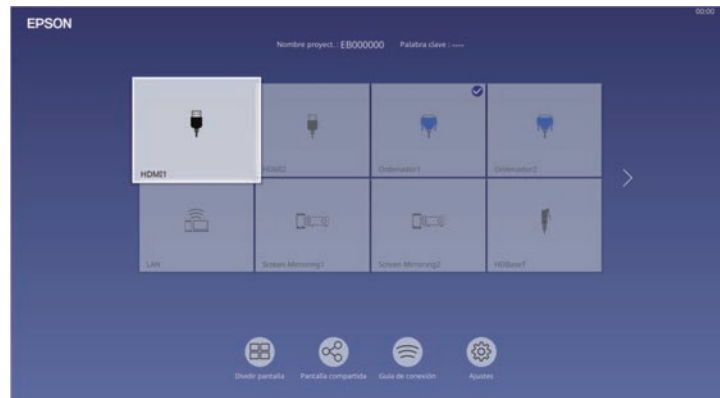 00:00
EPSON
Nombre proyect. : EB000000 Palabra clave : ----
HDMI1
HDMI2
Ordenador1
Ordenador2
LAN
Screen Mirroring1
Screen Mirroring2
HDBaseT
Dividir pantalla
Pantalla compartida
Guía de conexión
Ajustes